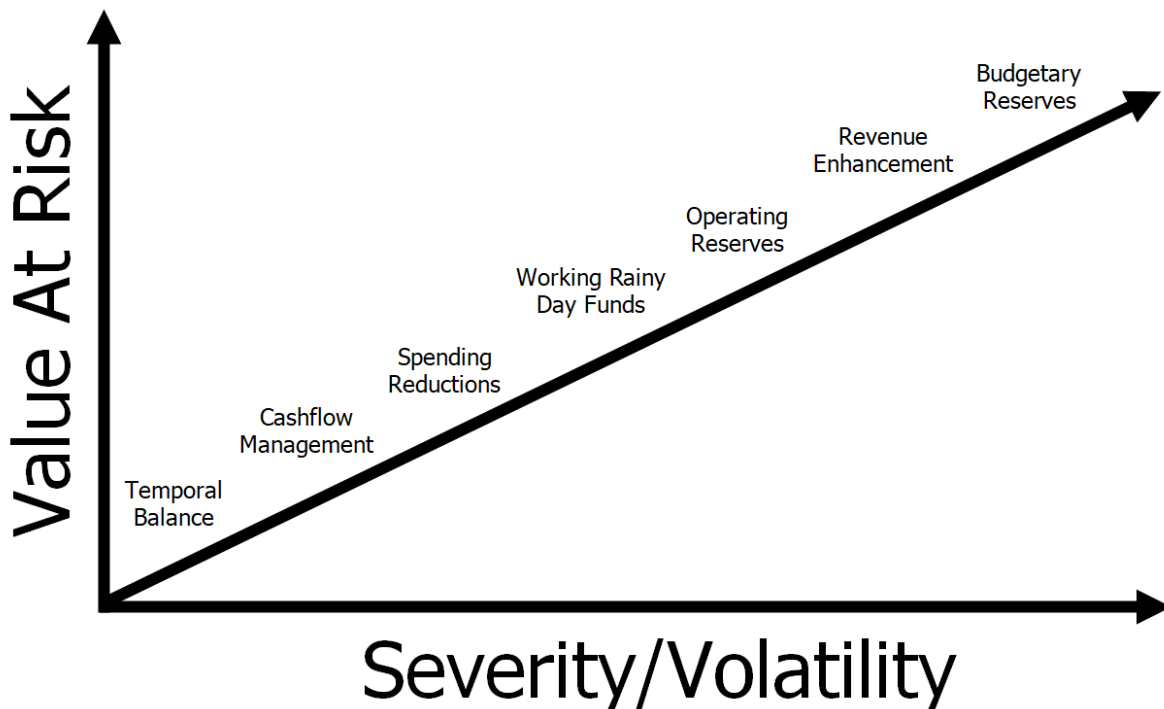 Value At Risk
Budgetary
Reserves
Revenue
Enhancement
Operating
Reserves
Working Rainy
Day Funds
Spending
Reductions
Cashflow
Management
Temporal
Balance
Severity/Volatility